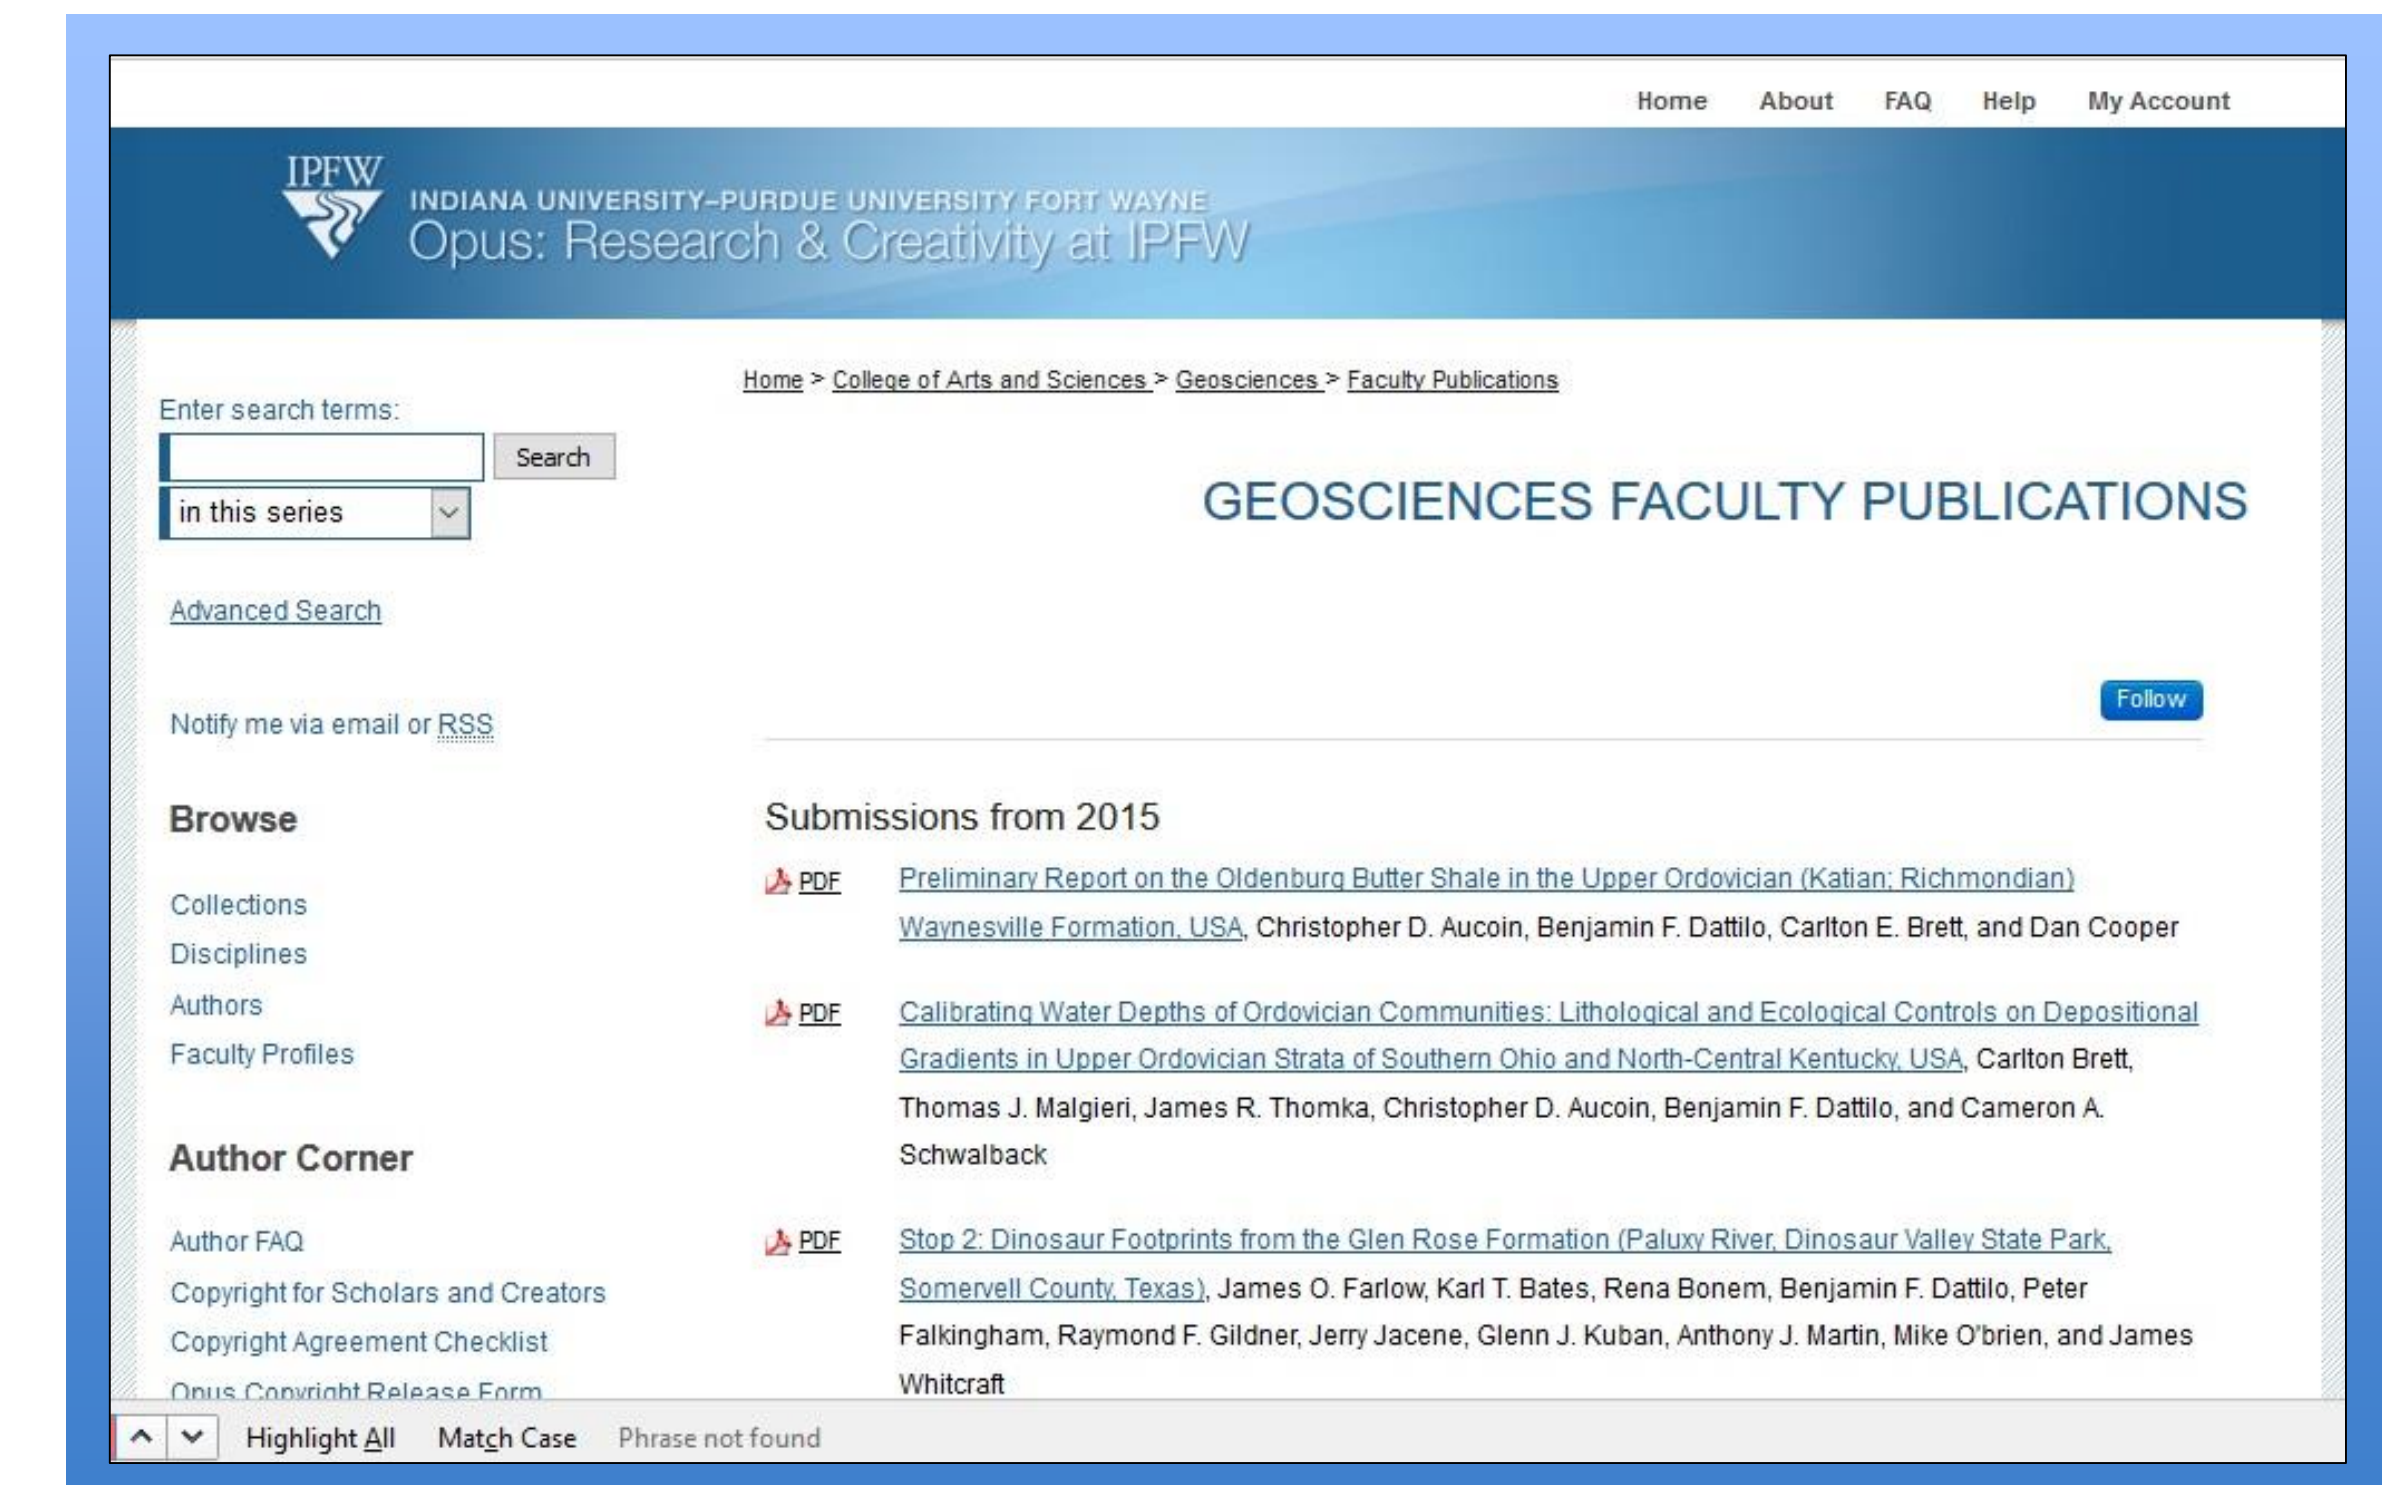 Home About FAQ Help My Account
IPFW
INDIANA UNIVERSITY–PURDUE UNIVERSITY FORT WAYNE
Opus: Research & Creativity at IPFW
Home > College of Arts and Sciences > Geosciences > Faculty Publications
Enter search terms:
Search
in this series
Advanced Search
Notify me via email or RSS
Browse
Collections
Disciplines
Authors
Faculty Profiles
Author Corner
Author FAQ
Copyright for Scholars and Creators
Copyright Agreement Checklist
Opus Copyright Release Form
GEOSCIENCES FACULTY PUBLICATIONS
Follow
Submissions from 2015
PDF Preliminary Report on the Oldenburg Butter Shale in the Upper Ordovician (Katian; Richmondian)
Waynesville Formation, USA, Christopher D. Aucoin, Benjamin F. Dattilo, Carlton E. Brett, and Dan Cooper
PDF Calibrating Water Depths of Ordovician Communities: Lithological and Ecological Controls on Depositional
Gradients in Upper Ordovician Strata of Southern Ohio and North-Central Kentucky, USA, Carlton Brett,
Thomas J. Malgieri, James R. Thomka, Christopher D. Aucoin, Benjamin F. Dattilo, and Cameron A.
Schwalback
PDF Stop 2: Dinosaur Footprints from the Glen Rose Formation (Paluxy River, Dinosaur Valley State Park,
Somervell County, Texas), James O. Farlow, Karl T. Bates, Rena Bonem, Benjamin F. Dattilo, Peter
Falkingham, Raymond F. Gildner, Jerry Jacene, Glenn J. Kuban, Anthony J. Martin, Mike O'brien, and James
Whitcraft
Highlight All Match Case Phrase not found